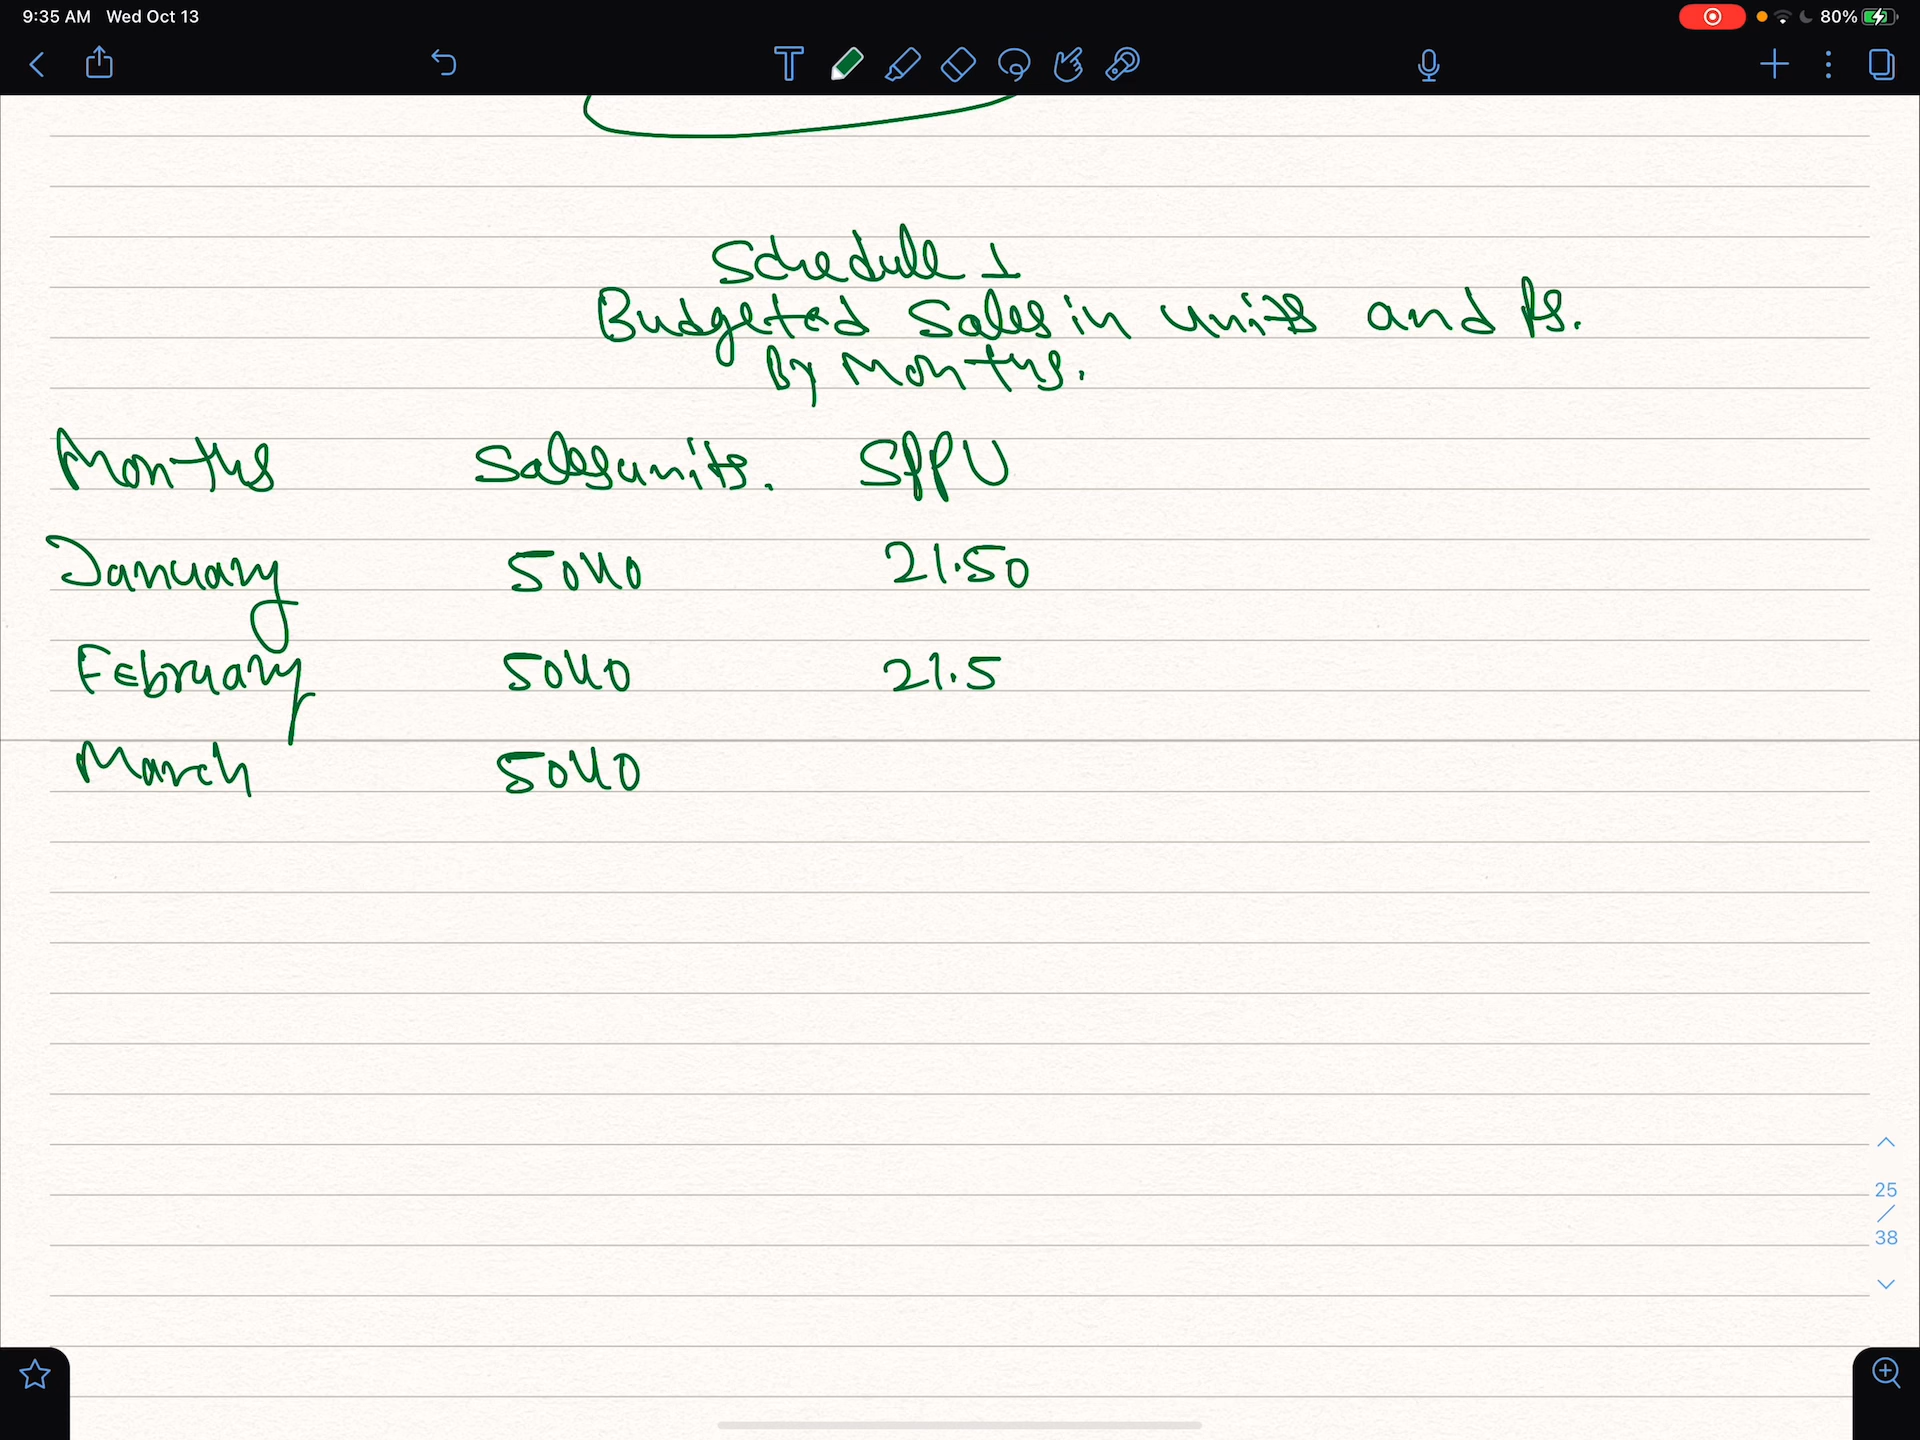 9:35 AM Wed Oct 13
80%
Schedule 1
Budgeted Sales in units and Rs.
By Months.
Months Sales units. SPPU
January 5040 21.50
February 5040 21.5
March 5040
25
/
38